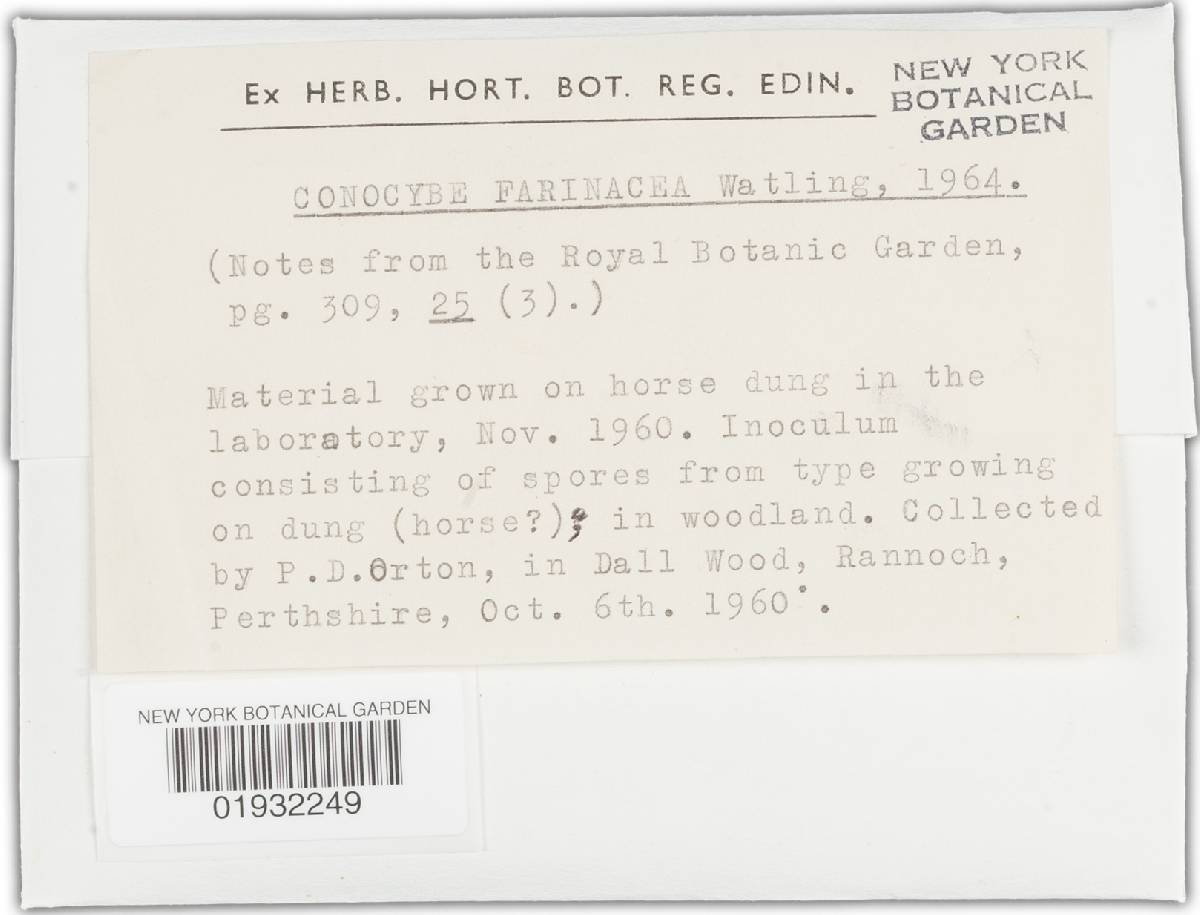 Ex HERB. HORT. BOT. REG. EDIN.
NEW YORK
BOTANICAL
GARDEN
CONOCYBE FARINACEA Watling, 1964.
(Notes from the Royal Botanic Garden,
pg. 309, 25 (3).)
Material grown on horse dung in the
laboratory, Nov. 1960. Inoculum
consisting of spores from type growing
on dung (horse?), in woodland. Collected
by P.D.Orton, in Dall Wood, Rannoch,
Perthshire, Oct. 6th. 1960.
NEW YORK BOTANICAL GARDEN
01932249